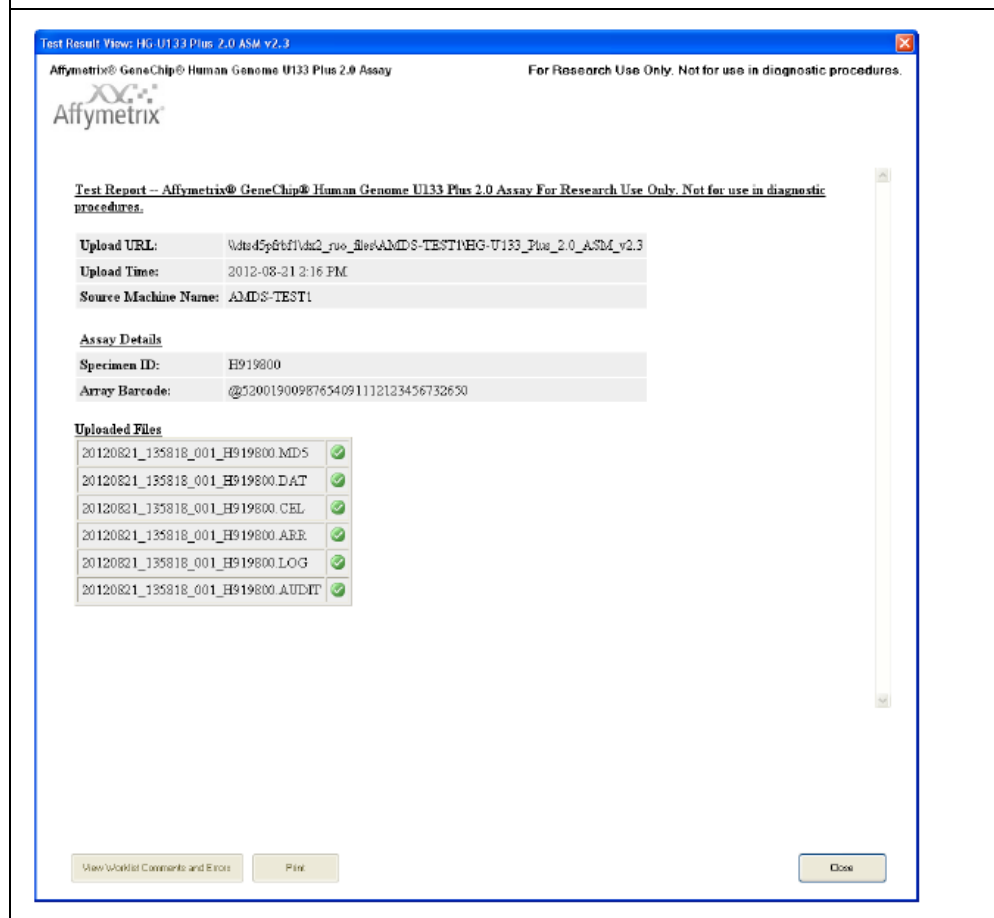 Test Result View: HG-U133 Plus 2.0 ASM v2.3
Affymetrix® GeneChip® Human Genome U133 Plus 2.0 Assay
For Research Use Only. Not for use in diagnostic procedures.
Affymetrix
Test Report -- Affymetrix® GeneChip® Human Genome U133 Plus 2.0 Assay For Research Use Only. Not for use in diagnostic
procedures.
Upload URL:
Upload Time: 2012-08-21 2:16 PM
Source Machine Name: AMDS-TEST1
Assay Details
Specimen ID: H919800
Array Barcode: @52001900987654091112123456732650
Uploaded Files
20120821_135818_001_H919800.MD5
20120821_135818_001_H919800.DAT
20120821_135818_001_H919800.CEL
20120821_135818_001_H919800.ARR
20120821_135818_001_H919800.LOG
20120821_135818_001_H919800.AUDIT
View Worklist Comments and Errors Print Close